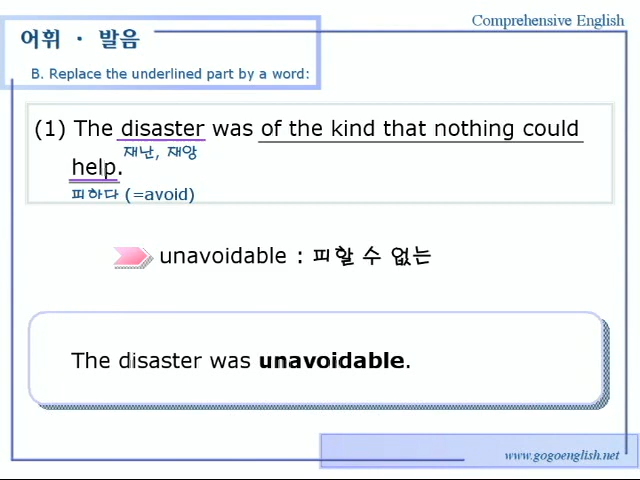 Comprehensive English
어휘 · 발음
B. Replace the underlined part by a word:
(1) The disaster was of the kind that nothing could
재난, 재앙
help.
피하다 (=avoid)
unavoidable : 피할 수 없는
The disaster was unavoidable.
www.gogoenglish.net